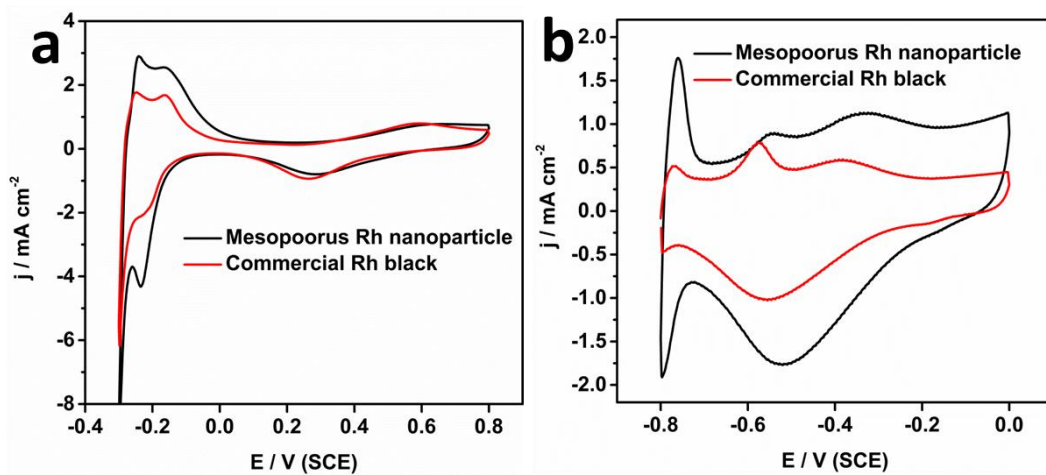 a
4
2
0
-2
-4
-6
-8
j / mA cm-2
Mesopoorus Rh nanoparticle
Commercial Rh black
-0.4 -0.2 0.0 0.2 0.4 0.6 0.8
E / V (SCE)
b
2.0
1.5
1.0
0.5
0.0
-0.5
-1.0
-1.5
-2.0
j / mA cm-2
Mesopoorus Rh nanoparticle
Commercial Rh black
-0.8 -0.6 -0.4 -0.2 0.0
E / V (SCE)